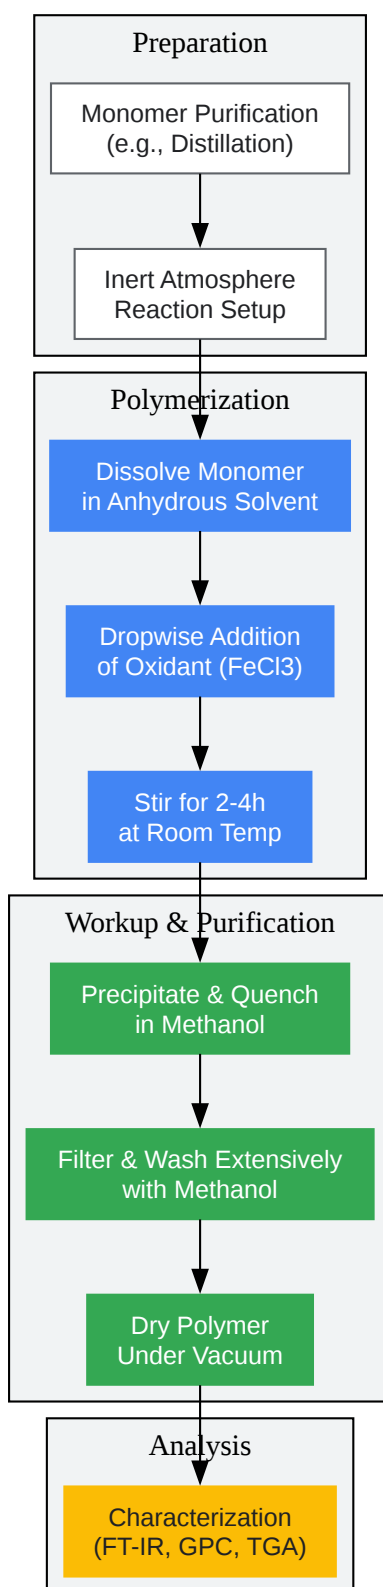 Preparation
Monomer Purification
(e.g., Distillation)
Inert Atmosphere
Reaction Setup
Polymerization
Dissolve Monomer
in Anhydrous Solvent
Dropwise Addition
of Oxidant (FeCl3)
Stir for 2-4h
at Room Temp
Workup & Purification
Precipitate & Quench
in Methanol
Filter & Wash Extensively
with Methanol
Dry Polymer
Under Vacuum
Analysis
Characterization
(FT-IR, GPC, TGA)